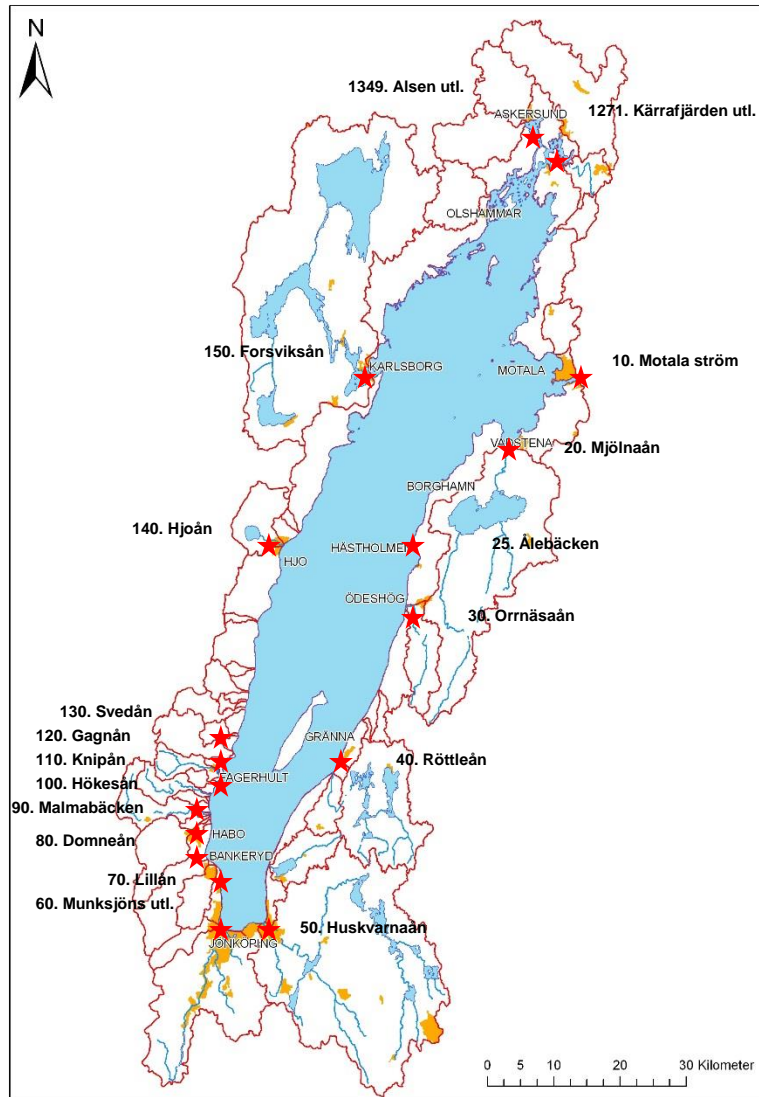 N
1349. Alsen utl.
ASKERSUND
1271. Kärrafjärden utl.
OLSHAMMAR
150. Forsviksån
KARLSBORG
MOTALA
10. Motala ström
VADSTENA
20. Mjölnaån
BORGHAMN
140. Hjoån
HJO
HÄSTHOLMEN
25. Ålebäcken
ÖDESHÖG
30. Orrnäsaån
130. Svedån
120. Gagnån
GRÄNNA
110. Knipån
40. Röttleån
FAGERHULT
100. Hökesån
90. Malmabäcken
HABO
80. Domneån
BANKERYD
70. Lillån
60. Munksjöns utl.
50. Huskvarnaån
JÖNKÖPING
0 5 10 20 30 Kilometer